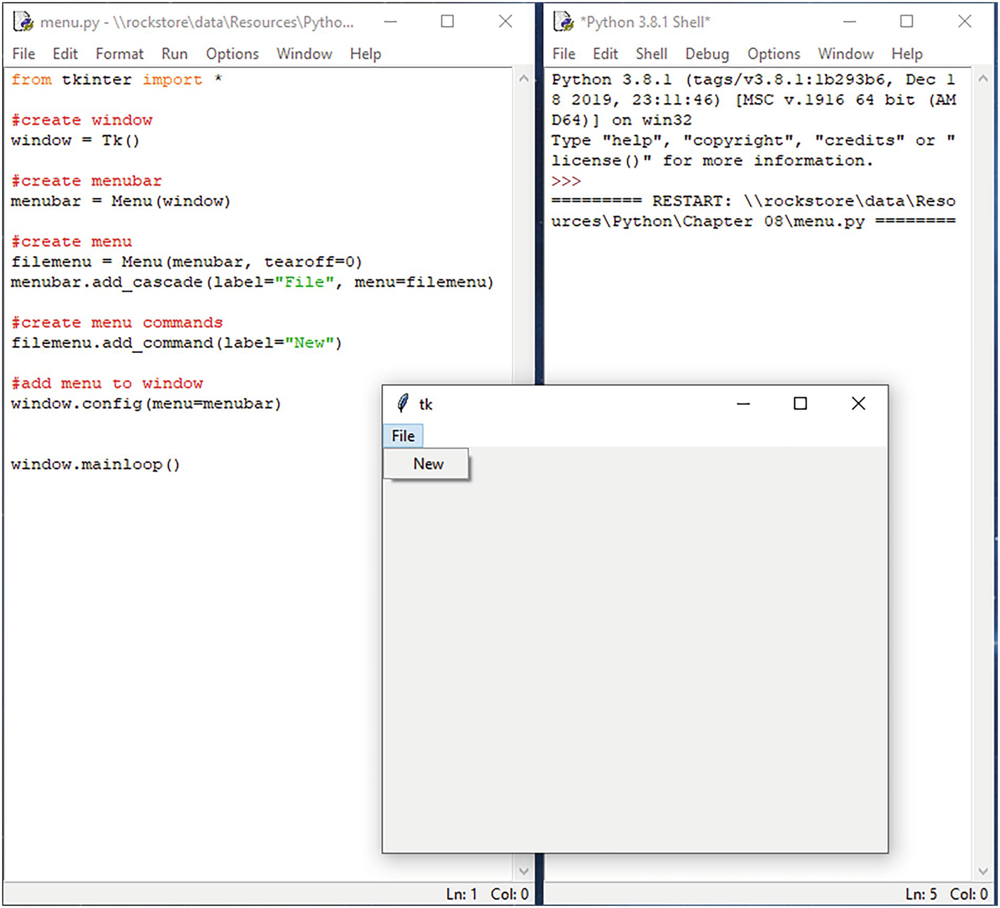 menu.py - \\rockstore\data\Resources\Pytho...
File Edit Format Run Options Window Help
from tkinter import *
#create window
window = Tk()
#create menubar
menubar = Menu(window)
#create menu
filemenu = Menu(menubar, tearoff=0)
menubar.add_cascade(label="File", menu=filemenu)
#create menu commands
filemenu.add_command(label="New")
#add menu to window
window.config(menu=menubar)
window.mainloop()
Ln: 1 Col: 0
*Python 3.8.1 Shell*
File Edit Shell Debug Options Window Help
Python 3.8.1 (tags/v3.8.1:1b293b6, Dec 1
8 2019, 23:11:46) [MSC v.1916 64 bit (AM
D64)] on win32
Type "help", "copyright", "credits" or "
license()" for more information.
>>>
========= RESTART: \\rockstore\data\Reso
urces\Python\Chapter 08\menu.py ========
Ln: 5 Col: 0
tk
File
New